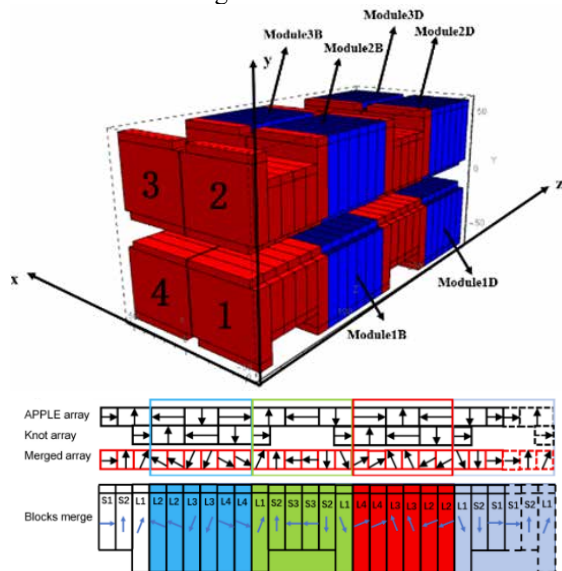 Module3B
Module3D
Module2B
Module2D
y
50
0
Y
-50
z
3 2
x
4 1
Module1D
Module1B
APPLE array
Knot array
Merged array
Blocks merge
S1 S2 L1 L2 L2 L3 L3 L4 L4 L1 S2 S3 S3 S2 L1 L4 L4 L3 L3 L2 L2 L1 S2 S1 S1 S2 L1